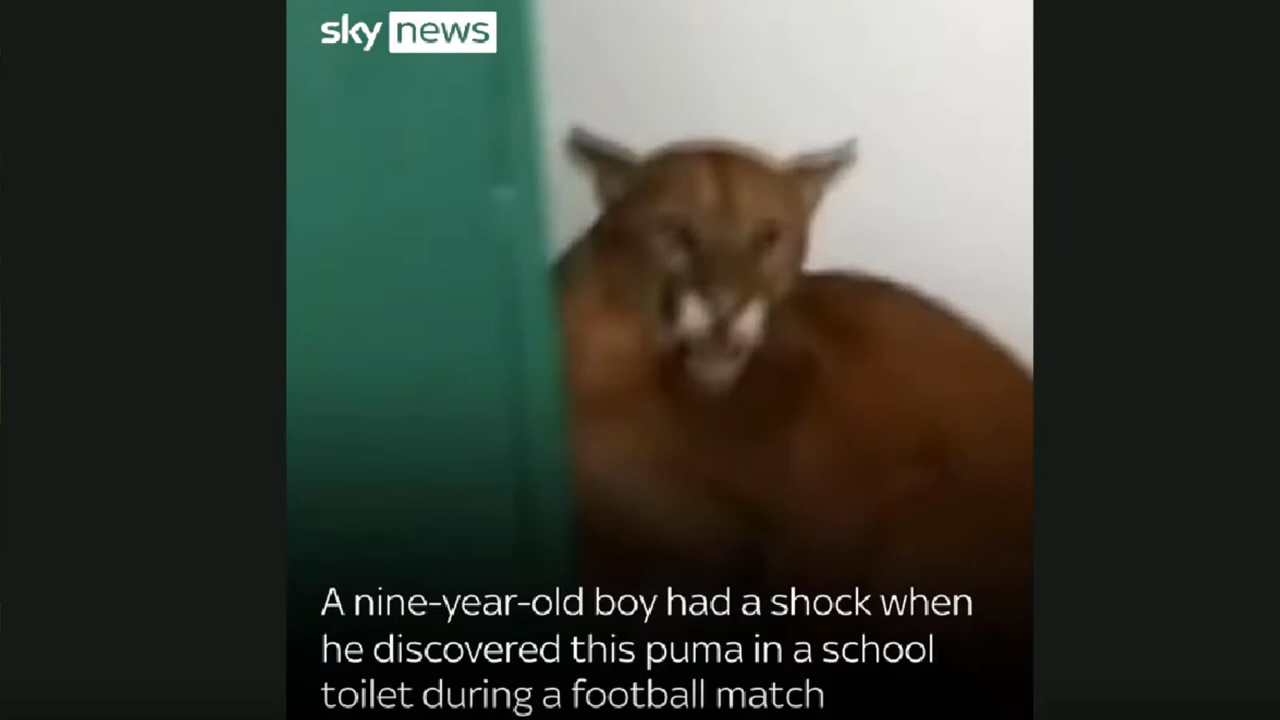 sky news
A nine-year-old boy had a shock when
he discovered this puma in a school
toilet during a football match